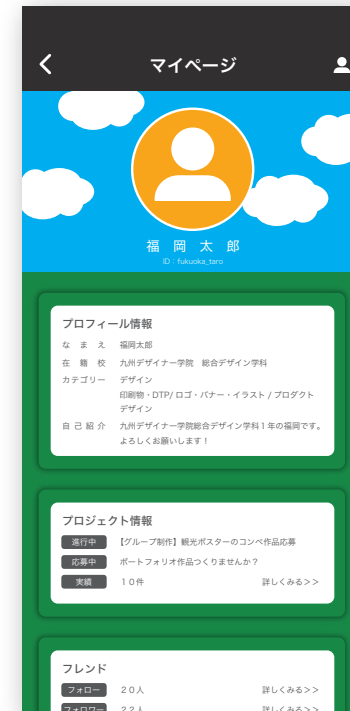 マイページ
福岡太郎
ID：fukuoka_taro
プロフィール情報
なまえ 福岡太郎
在籍校 九州デザイナー学院 総合デザイン学科
カテゴリー デザイン
印刷物・DTP/ ロゴ・バナー・イラスト / プロダクト
デザイン
自己紹介 九州デザイナー学院総合デザイン学科１年の福岡です。
よろしくお願いします！
プロジェクト情報
進行中 【グループ制作】観光ポスターのコンペ作品応募
応募中 ポートフォリオ作品つくりませんか？
実績 １０件 詳しくみる＞＞
フレンド
フォロー ２０人 詳しくみる＞＞
フォロワー ２２人 詳しくみる＞＞